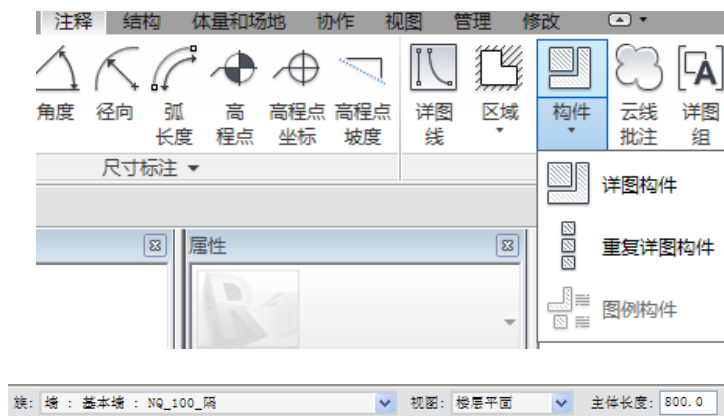 注释 结构 体量和场地 协作 视图 管理 修改
角度 径向 弧长度 高程点 高程点坐标 高程点坡度 详图线 区域 构件 云线批注 详图组
尺寸标注
详图构件
属性
重复详图构件
图例构件
族: 墙 : 基本墙 : NQ_100_隔 视图: 楼层平面 主体长度: 800.0